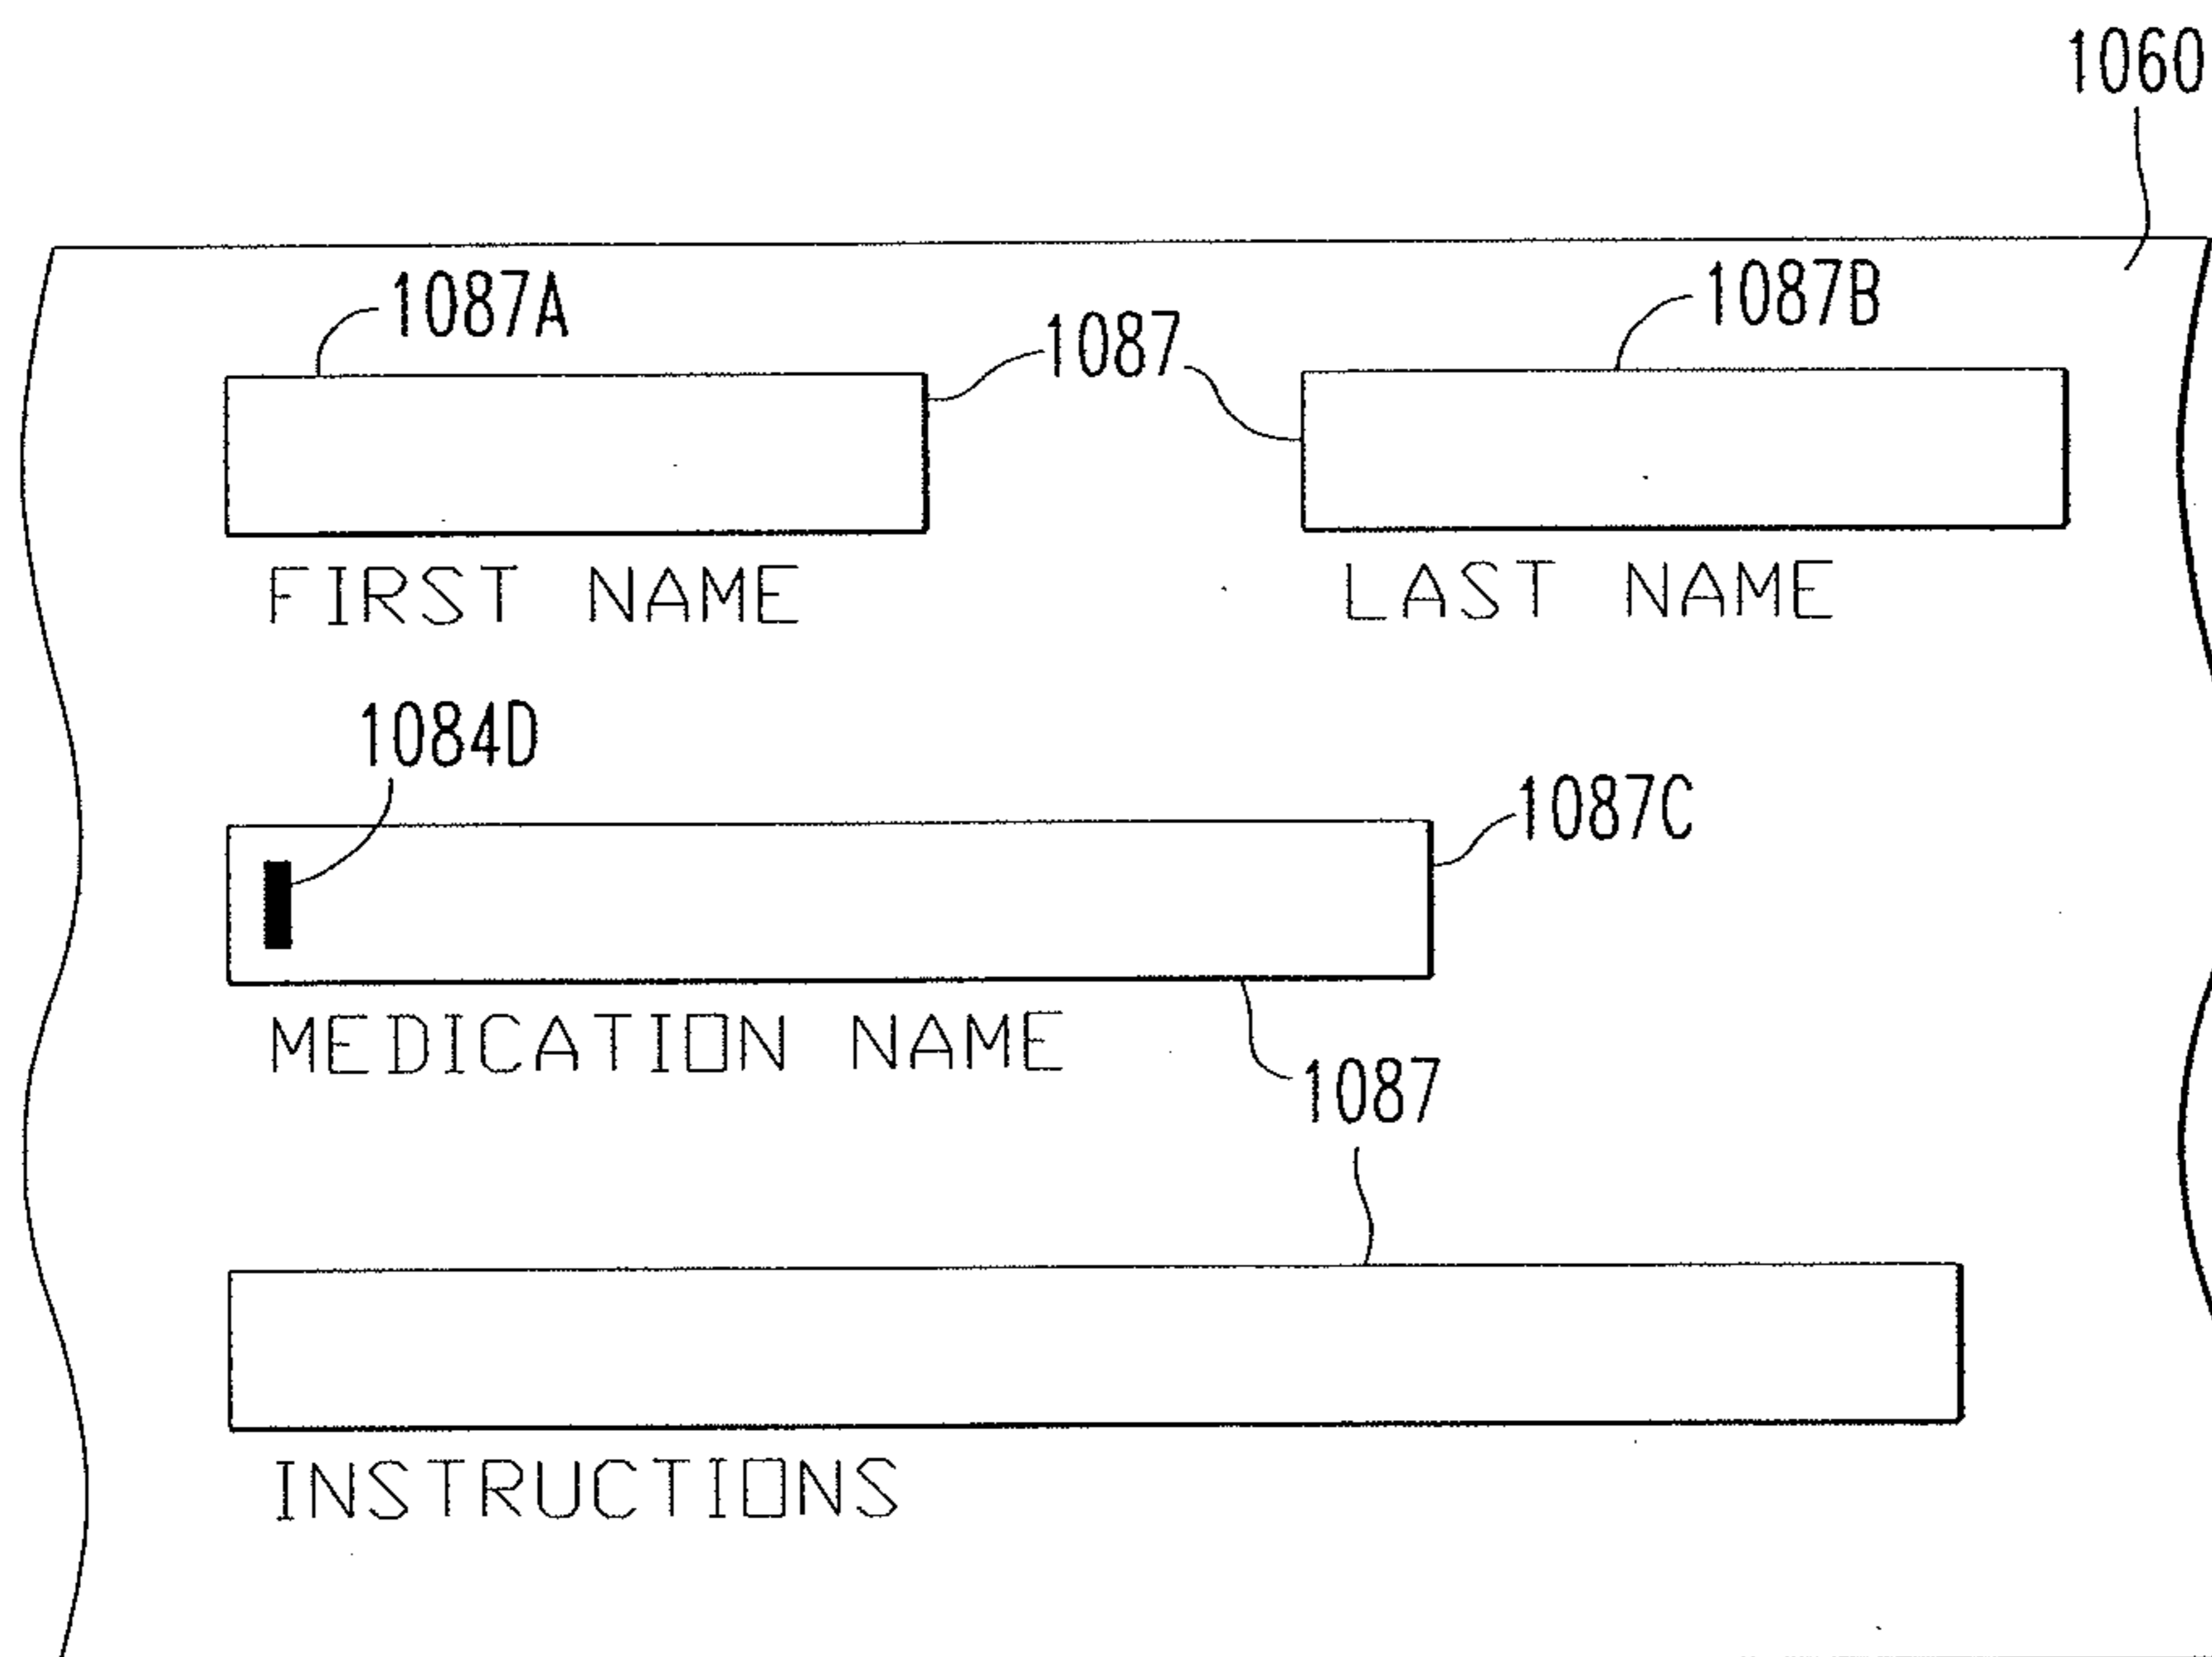 1060
1087A 1087 1087B
FIRST NAME LAST NAME
1084D
1087C
MEDICATION NAME
1087
INSTRUCTIONS